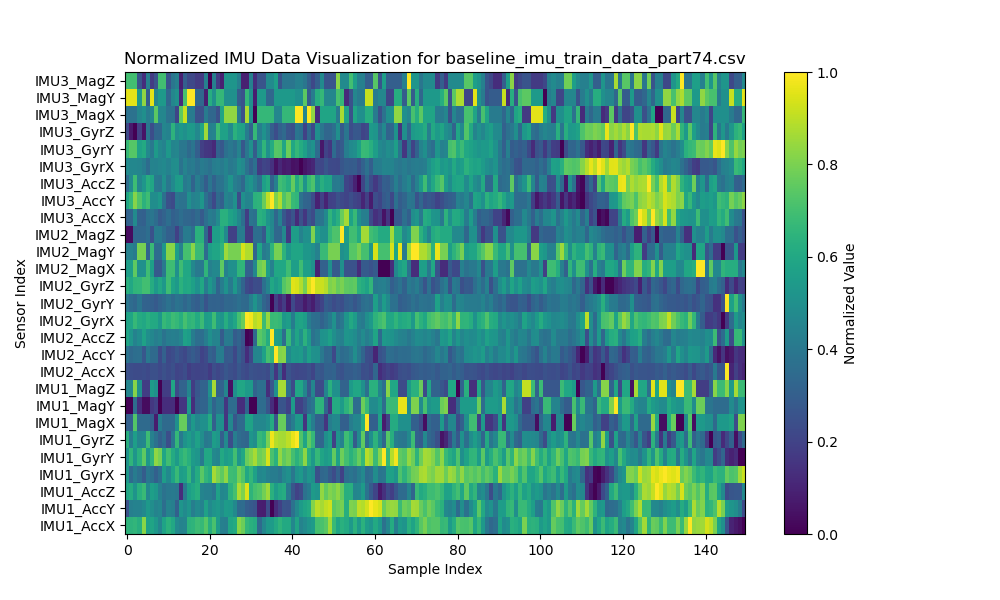 Normalized IMU Data Visualization for baseline_imu_train_data_part74.csv
IMU3_MagZ
IMU3_MagY
IMU3_MagX
IMU3_GyrZ
IMU3_GyrY
IMU3_GyrX
IMU3_AccZ
IMU3_AccY
IMU3_AccX
IMU2_MagZ
IMU2_MagY
IMU2_MagX
IMU2_GyrZ
IMU2_GyrY
IMU2_GyrX
IMU2_AccZ
IMU2_AccY
IMU2_AccX
IMU1_MagZ
IMU1_MagY
IMU1_MagX
IMU1_GyrZ
IMU1_GyrY
IMU1_GyrX
IMU1_AccZ
IMU1_AccY
IMU1_AccX
Sensor Index
0 20 40 60 80 100 120 140
Sample Index
1.0
0.8
0.6
0.4
0.2
0.0
Normalized Value